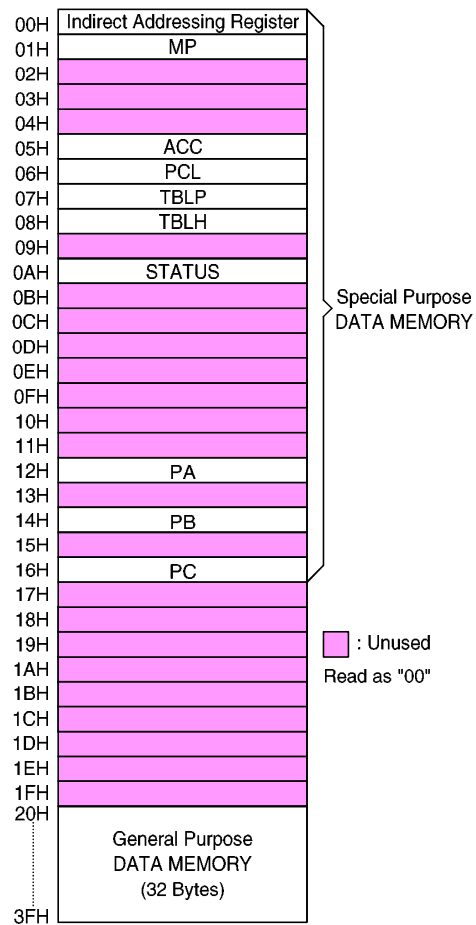 00H Indirect Addressing Register
01H MP
02H
03H
04H
05H ACC
06H PCL
07H TBLP
08H TBLH
09H
0AH STATUS
0BH
0CH
0DH
0EH
0FH
10H
11H
12H PA
13H
14H PB
15H
16H PC
17H
18H
19H
1AH
1BH
1CH
1DH
1EH
1FH
20H
3FH
General Purpose
DATA MEMORY
(32 Bytes)
Special Purpose
DATA MEMORY
: Unused
Read as "00"